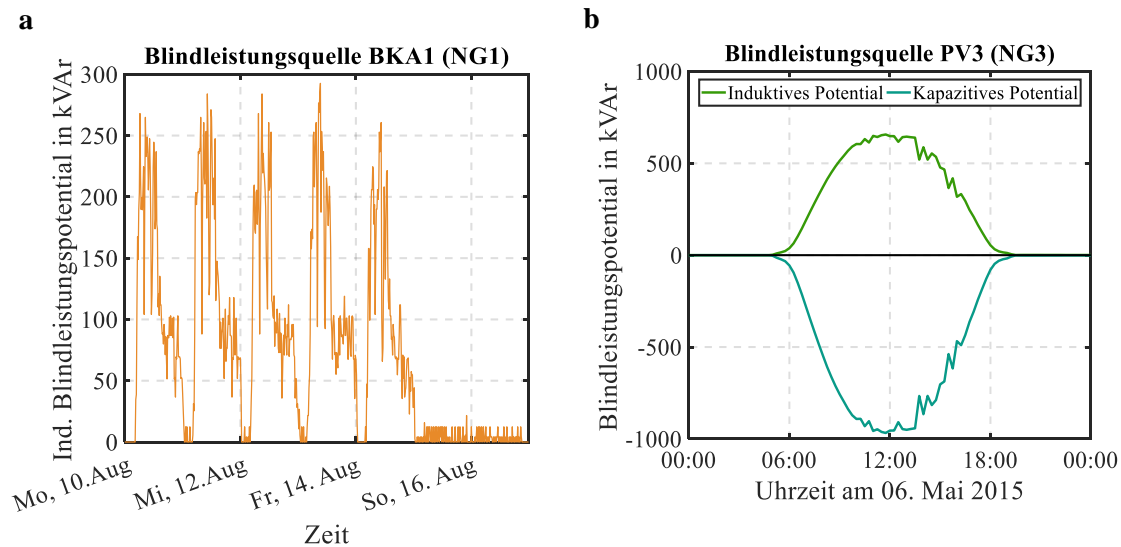 a
Blindleistungsquelle BKA1 (NG1)
Ind. Blindleistungspotential in kVAr
300
250
200
150
100
50
0
Mo, 10.Aug
Mi, 12.Aug
Fr, 14. Aug
So, 16. Aug
Zeit
b
Blindleistungsquelle PV3 (NG3)
Induktives Potential
Kapazitives Potential
Blindleistungspotential in kVAr
1000
500
0
-500
-1000
00:00
06:00
12:00
18:00
00:00
Uhrzeit am 06. Mai 2015